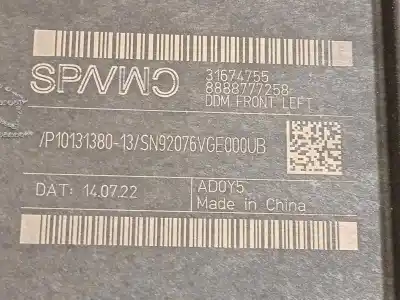 SPMMC
31674755
8888777258
DDM FRONT LEFT
/P10131380-13/SN92076VGE000UB
DAT: 14.07.22
AD0Y5
Made in China